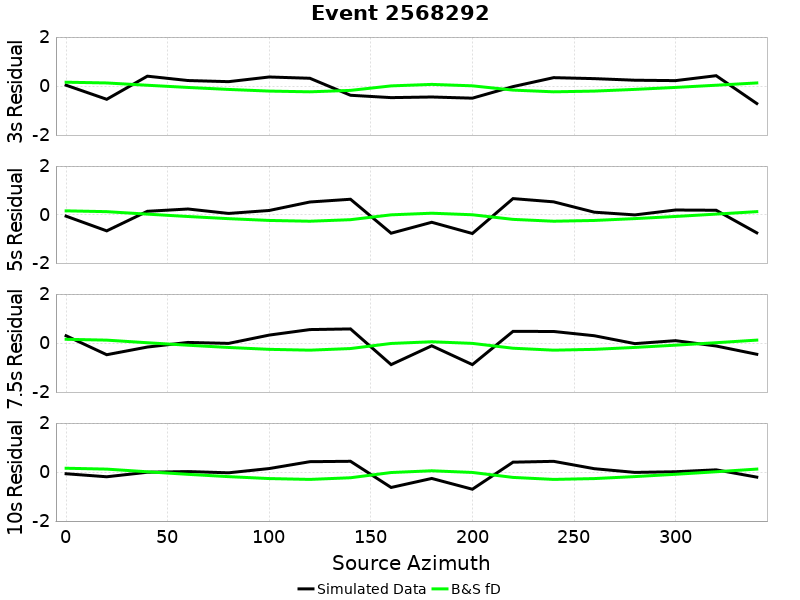 Event 2568292
3s Residual
2
0
-2
5s Residual
2
0
-2
7.5s Residual
2
0
-2
10s Residual
2
0
-2
0 50 100 150 200 250 300
Source Azimuth
Simulated Data B&S fD